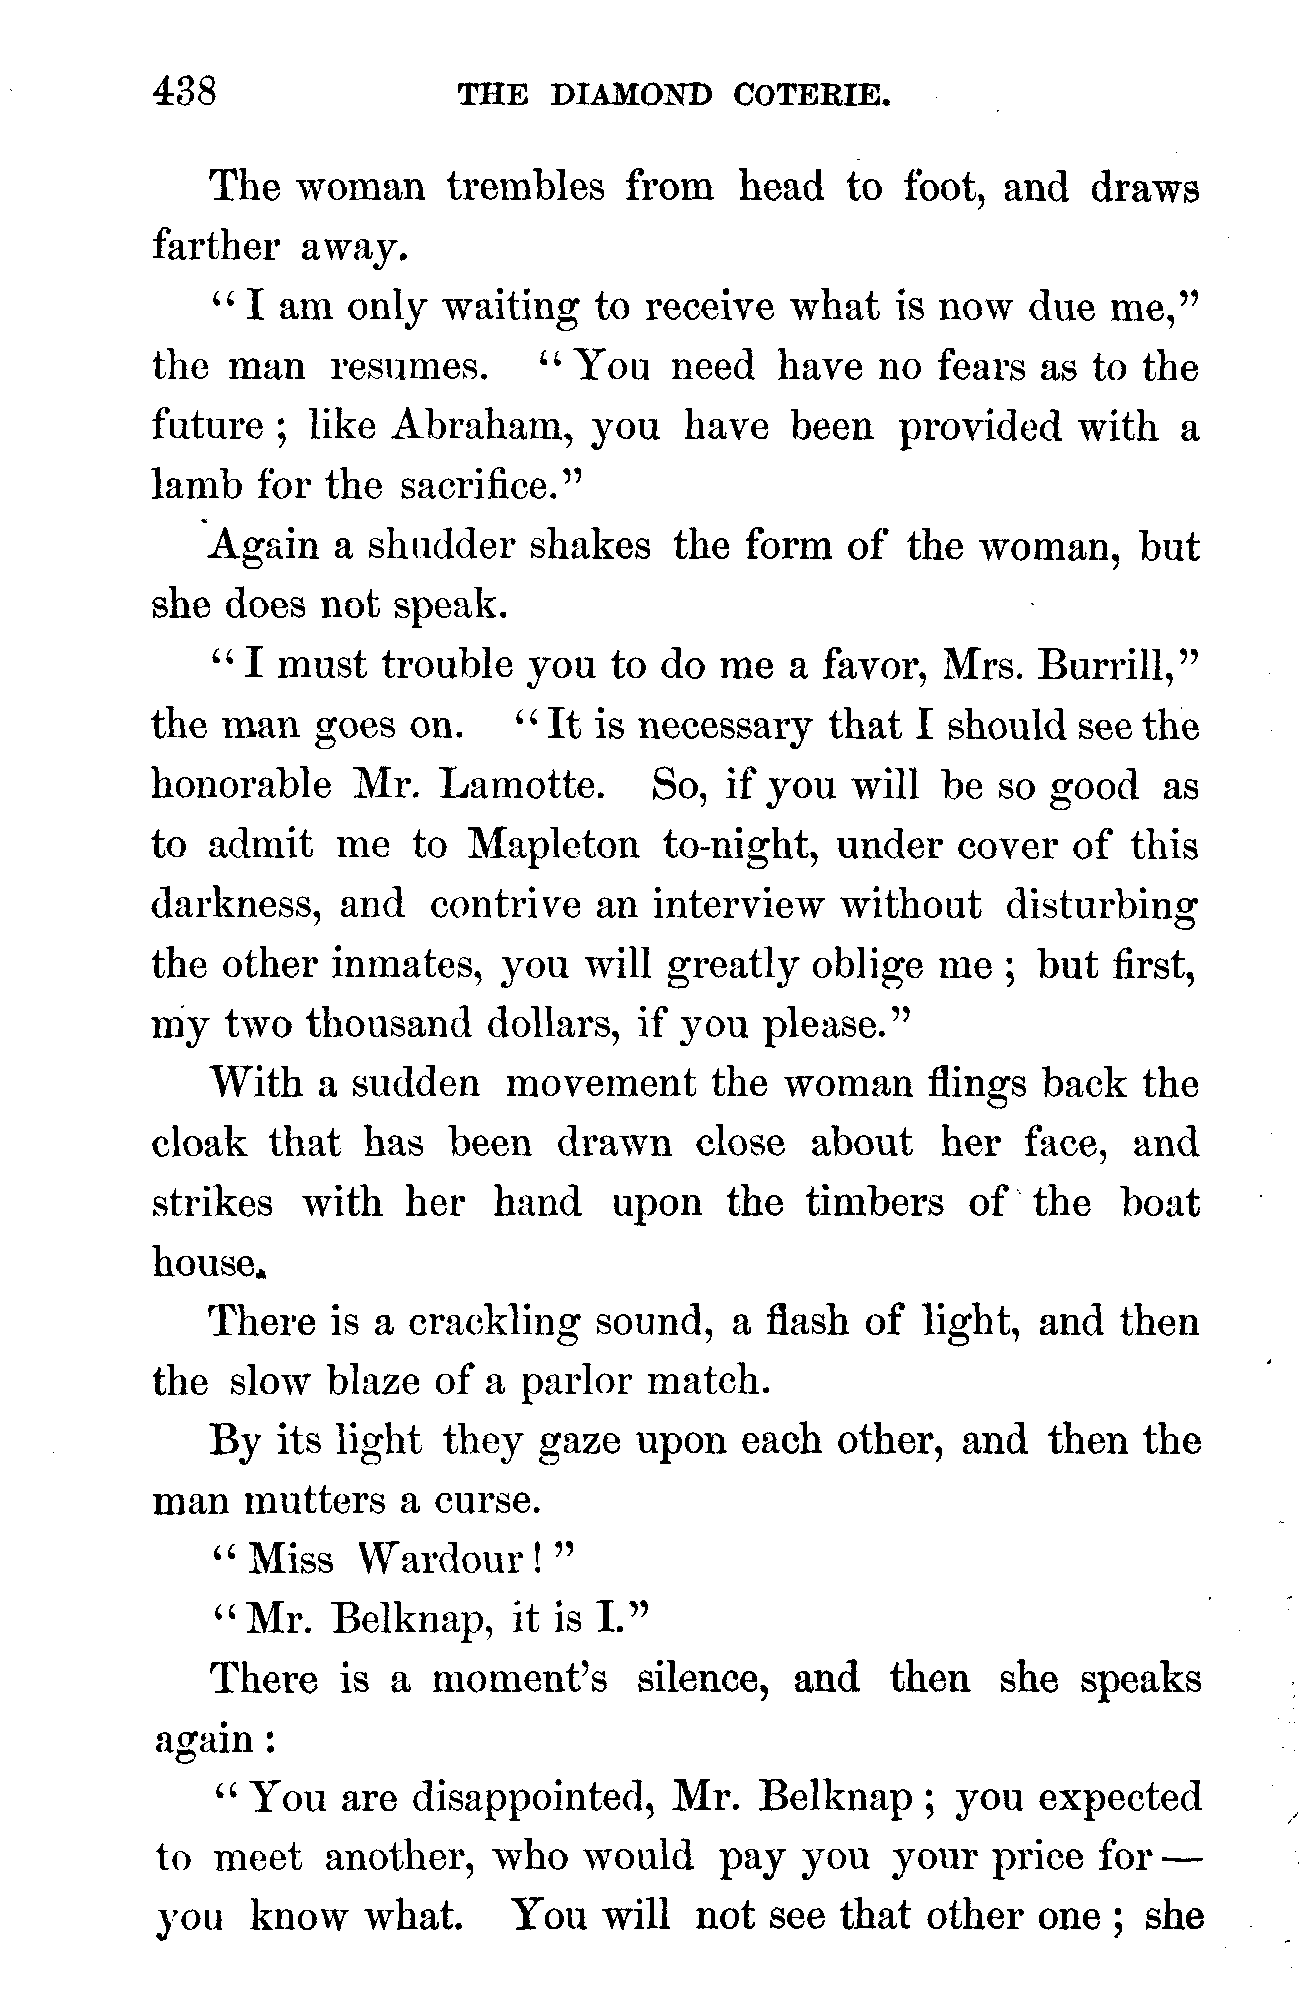 438 THE DIAMOND COTERIE.
The woman trembles from head to foot, and draws
farther away.
“ I am only waiting to receive what is now due me,”
the man resumes. “ You need have no fears as to the
future ; like Abraham, you have been provided with a
lamb for the sacrifice.”
Again a shudder shakes the form of the woman, but
she does not speak.
“ I must trouble you to do me a favor, Mrs. Burrill,”
the man goes on. “ It is necessary that I should see the
honorable Mr. Lamotte. So, if you will be so good as
to admit me to Mapleton to-night, under cover of this
darkness, and contrive an interview without disturbing
the other inmates, you will greatly oblige me ; but first,
my two thousand dollars, if you please.”
With a sudden movement the woman flings back the
cloak that has been drawn close about her face, and
strikes with her hand upon the timbers of the boat
house.
There is a crackling sound, a flash of light, and then
the slow blaze of a parlor match.
By its light they gaze upon each other, and then the
man mutters a curse.
“ Miss Wardour ! ”
“ Mr. Belknap, it is I.”
There is a moment’s silence, and then she speaks
again :
“ You are disappointed, Mr. Belknap ; you expected
to meet another, who would pay you your price for —
you know what. You will not see that other one ; she